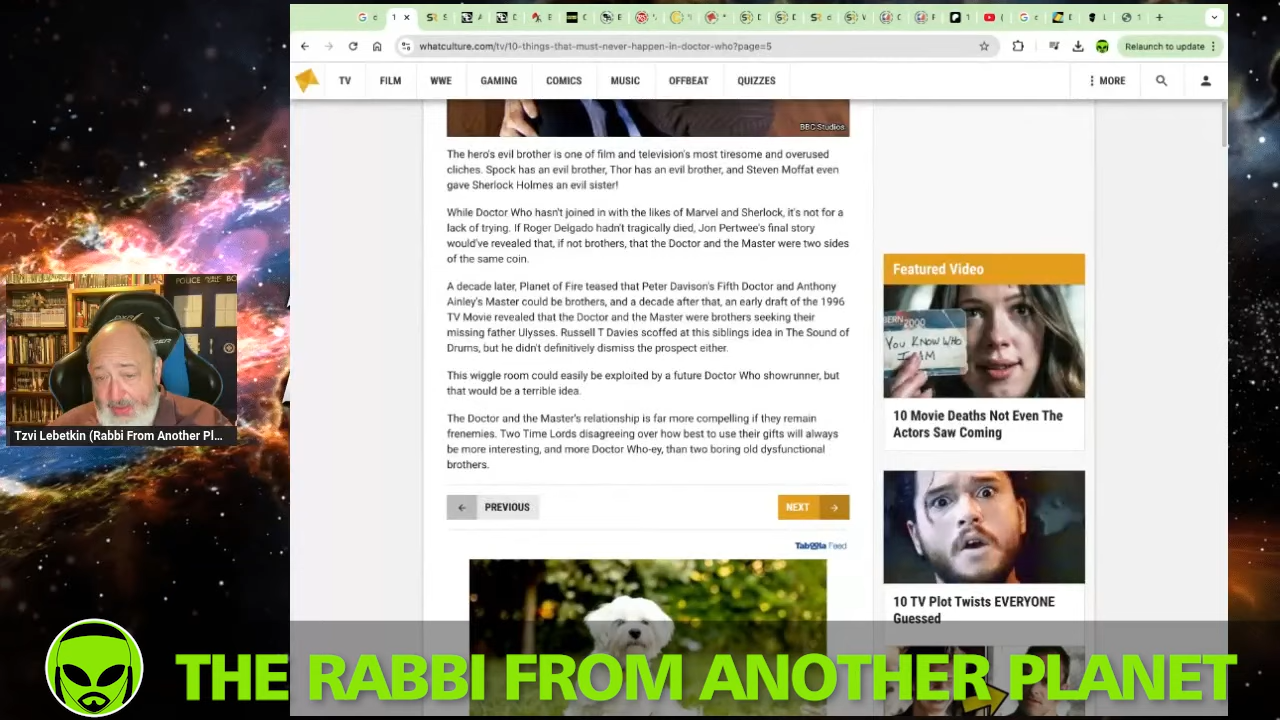 whatculture.com/tv/10-things-that-must-never-happen-in-doctor-who?page=5
Relaunch to update
TV FILM WWE GAMING COMICS MUSIC OFFBEAT QUIZZES MORE
BBC Studios
The hero's evil brother is one of film and television's most tiresome and overused
cliches. Spock has an evil brother, Thor has an evil brother, and Steven Moffat even
gave Sherlock Holmes an evil sister!
While Doctor Who hasn't joined in with the likes of Marvel and Sherlock, it's not for a
lack of trying. If Roger Delgado hadn't tragically died, Jon Pertwee's final story
would've revealed that, if not brothers, that the Doctor and the Master were two sides
of the same coin.
A decade later, Planet of Fire teased that Peter Davison's Fifth Doctor and Anthony
Ainley's Master could be brothers, and a decade after that, an early draft of the 1996
TV Movie revealed that the Doctor and the Master were brothers seeking their
missing father Ulysses. Russell T Davies scoffed at this siblings idea in The Sound of
Drums, but he didn't definitively dismiss the prospect either.
This wiggle room could easily be exploited by a future Doctor Who showrunner, but
that would be a terrible idea.
The Doctor and the Master's relationship is far more compelling if they remain
frenemies. Two Time Lords disagreeing over how best to use their gifts will always
be more interesting, and more Doctor Who-ey, than two boring old dysfunctional
brothers.
PREVIOUS
NEXT
Taboola Feed
Featured Video
YOU KNOW WHO
10 Movie Deaths Not Even The
Actors Saw Coming
10 TV Plot Twists EVERYONE
Guessed
POLICE
Tzvi Lebetkin (Rabbi From Another Pl...
THE RABBI FROM ANOTHER PLANET